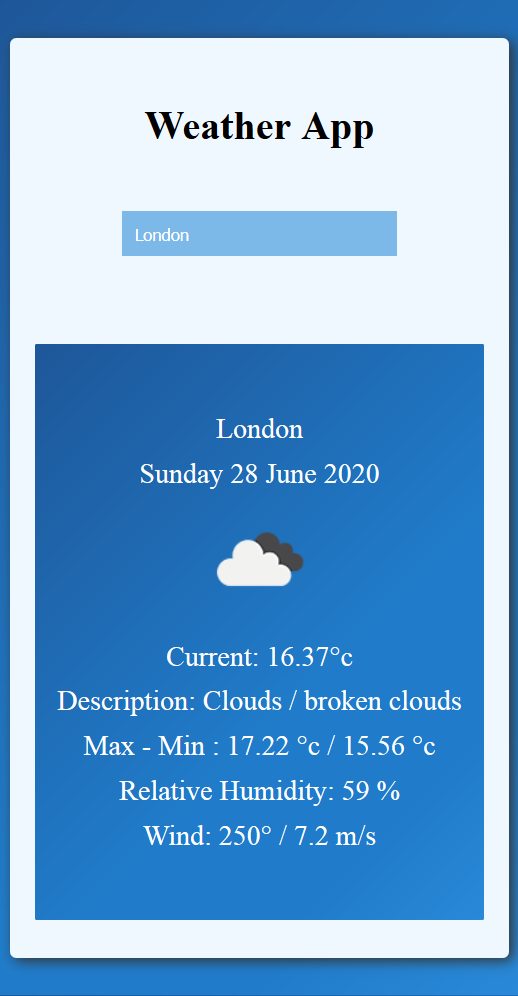 Weather App
London
London
Sunday 28 June 2020
Current: 16.37°c
Description: Clouds / broken clouds
Max - Min : 17.22 °c / 15.56 °c
Relative Humidity: 59 %
Wind: 250° / 7.2 m/s